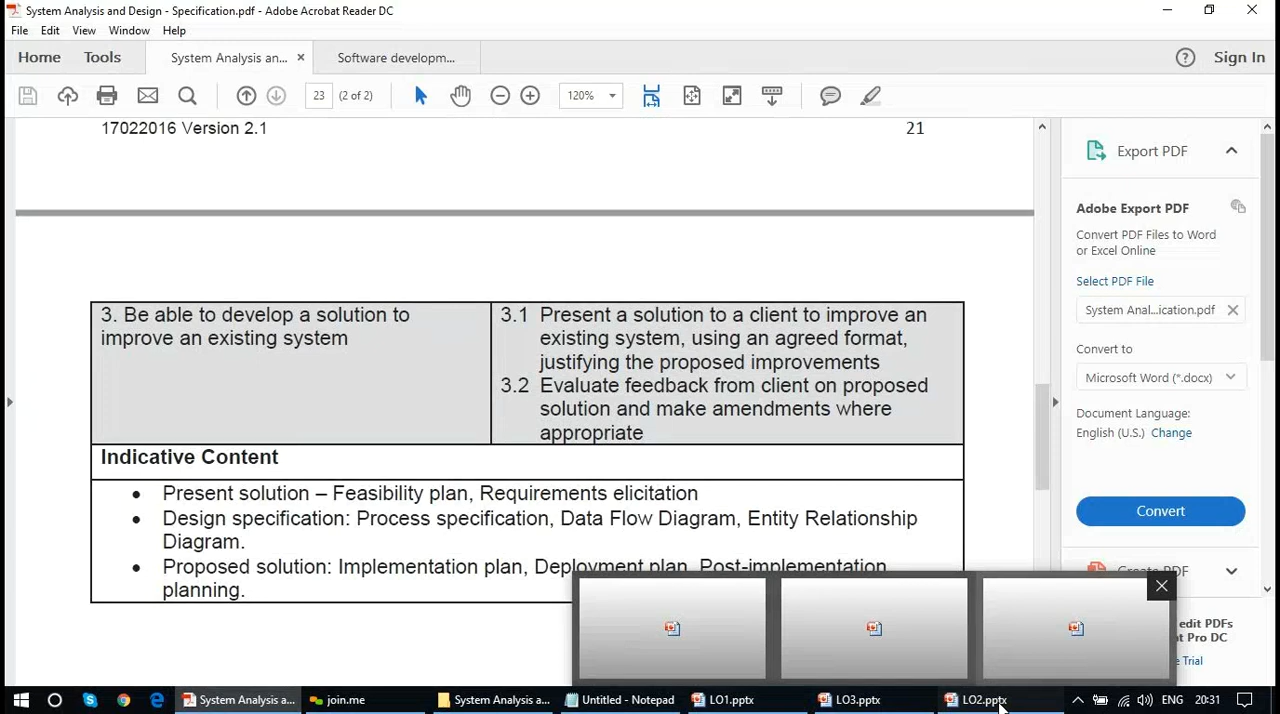 System Analysis and Design - Specification.pdf - Adobe Acrobat Reader DC
File Edit View Window Help
Home Tools System Analysis an... × Software developm... Sign In
23 (2 of 2) 120%
17022016 Version 2.1 21
3. Be able to develop a solution to
improve an existing system
3.1 Present a solution to a client to improve an
existing system, using an agreed format,
justifying the proposed improvements
3.2 Evaluate feedback from client on proposed
solution and make amendments where
appropriate
Indicative Content
• Present solution – Feasibility plan, Requirements elicitation
• Design specification: Process specification, Data Flow Diagram, Entity Relationship
Diagram.
• Proposed solution: Implementation plan, Deployment plan, Post-implementation
planning.
Export PDF
Adobe Export PDF
Convert PDF Files to Word
or Excel Online
Select PDF File
System Anal...ication.pdf
Convert to
Microsoft Word (*.docx)
Document Language:
English (U.S.) Change
Convert
edit PDFs
Pro DC
Trial
System Analysis a... join.me System Analysis a... Untitled - Notepad LO1.pptx LO3.pptx LO2.pptx ENG 20:31